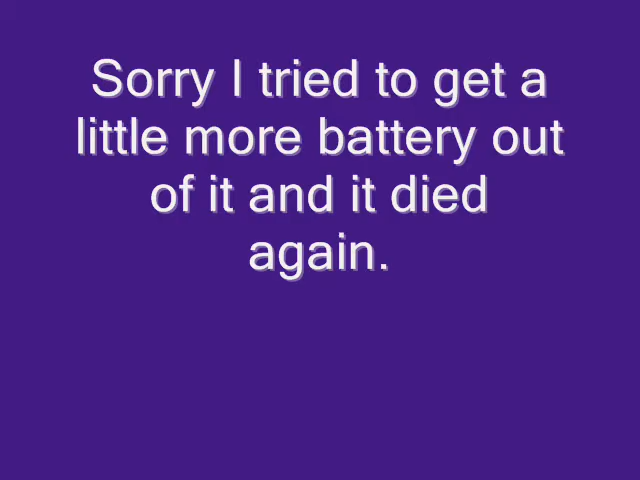 Sorry I tried to get a
little more battery out
of it and it died
again.